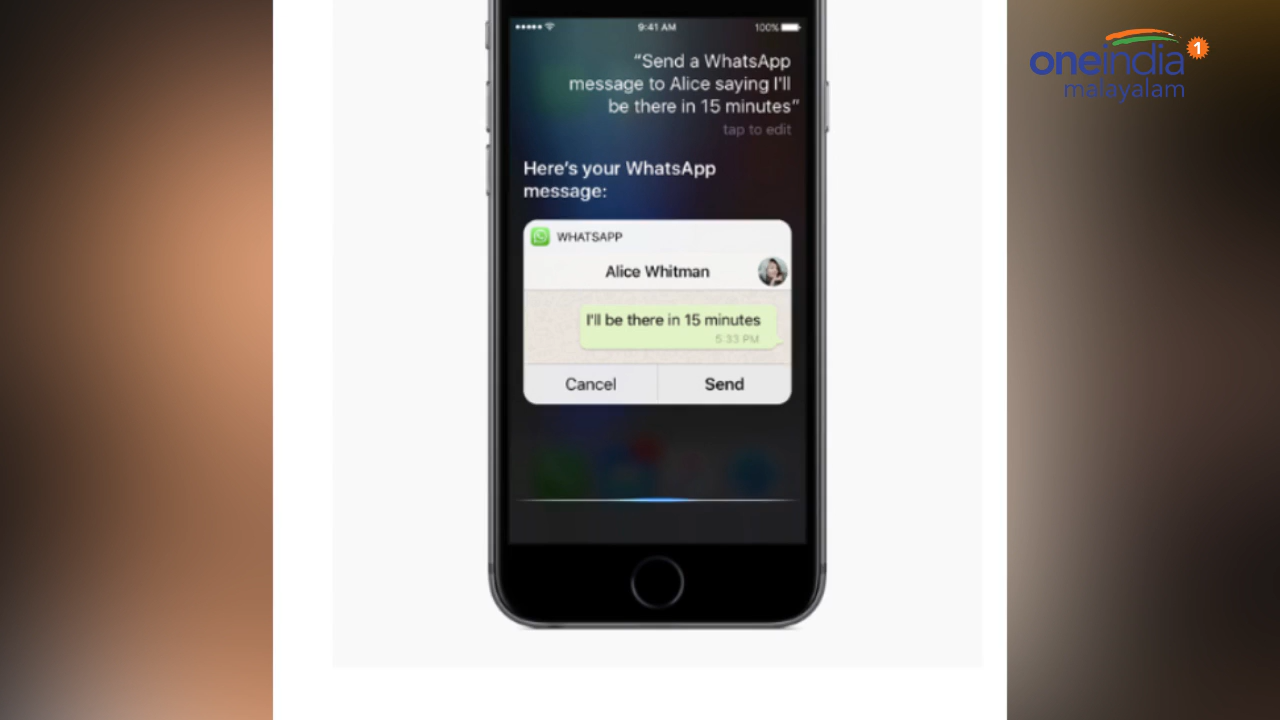 9:41 AM
100%
oneindia
1
malayalam
“Send a WhatsApp
message to Alice saying I'll
be there in 15 minutes”
tap to edit
Here's your WhatsApp
message:
WHATSAPP
Alice Whitman
I'll be there in 15 minutes
5:33 PM
Cancel
Send